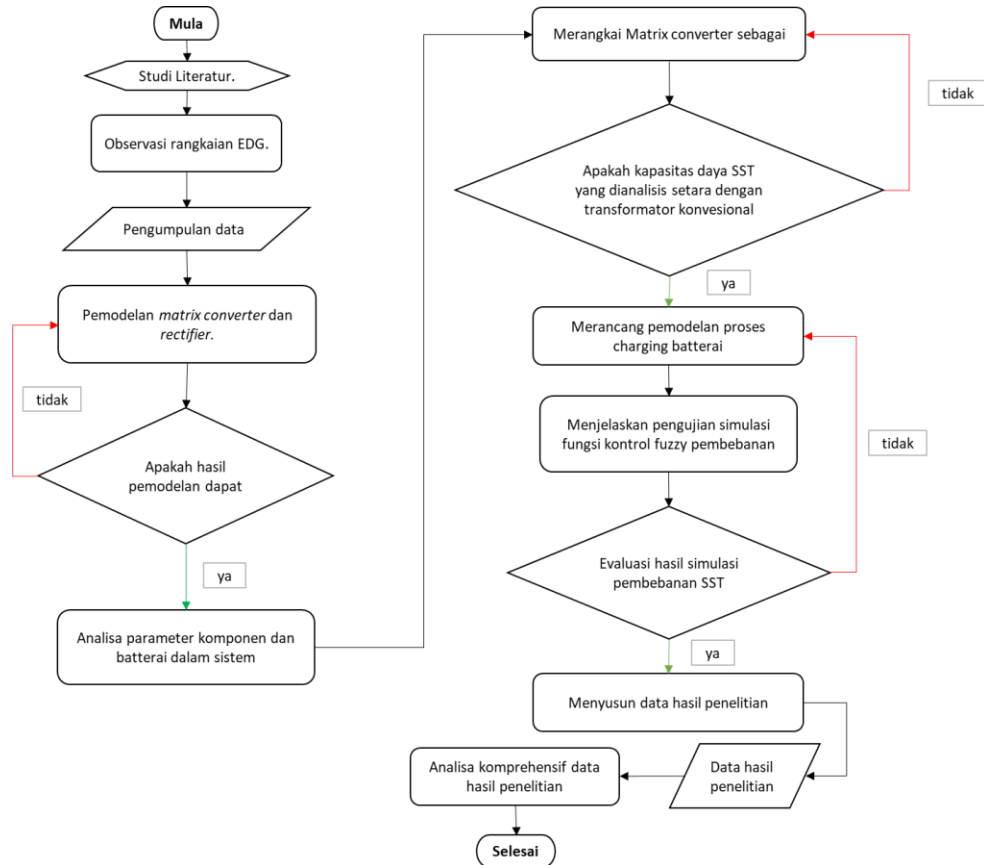 Mula
Studi Literatur.
Observasi rangkaian EDG.
Pengumpulan data
Pemodelan matrix converter dan
rectifier.
tidak
Apakah hasil
pemodelan dapat
ya
Analisa parameter komponen dan
batterai dalam sistem
Merangkai Matrix converter sebagai
tidak
Apakah kapasitas daya SST
yang dianalisis setara dengan
transformator konvesional
ya
Merancang pemodelan proses
charging batterai
Menjelaskan pengujian simulasi
fungsi kontrol fuzzy pembebanan
tidak
Evaluasi hasil simulasi
pembebanan SST
ya
Menyusun data hasil penelitian
Data hasil
penelitian
Analisa komprehensif data
hasil penelitian
Selesai